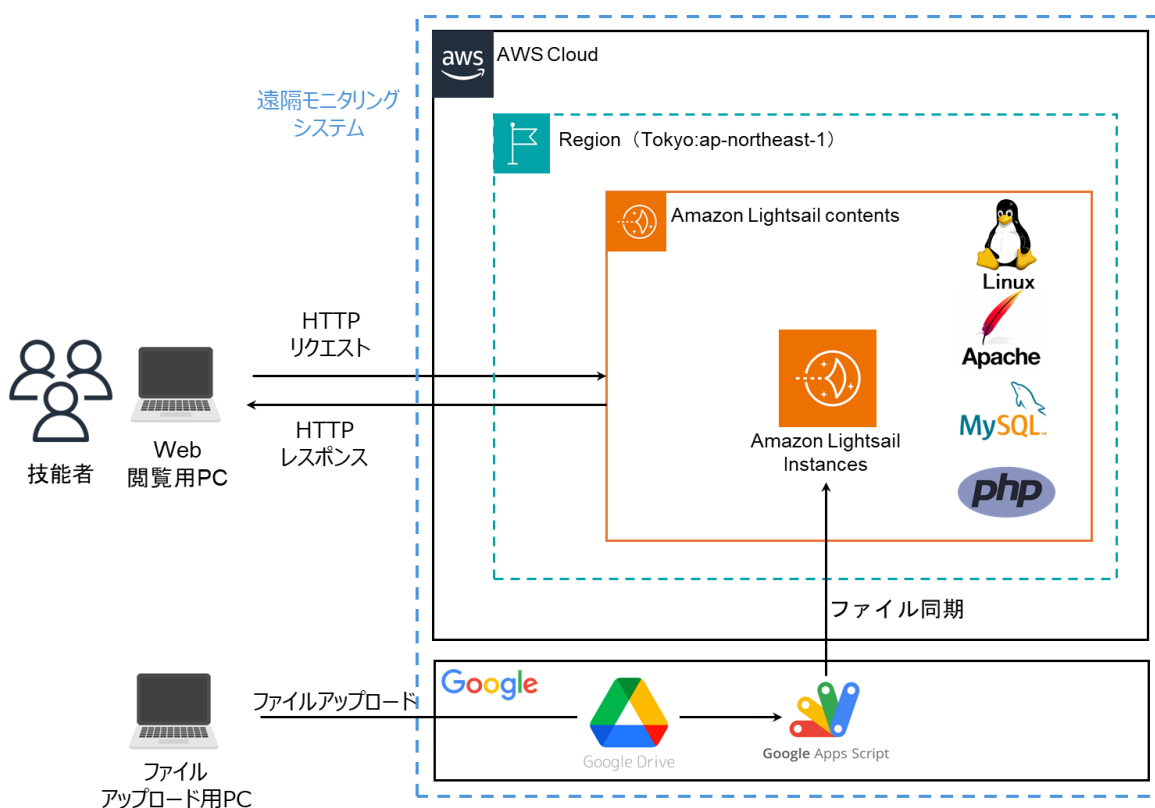 aws
AWS Cloud
遠隔モニタリング
システム
Region（Tokyo:ap-northeast-1）
Amazon Lightsail contents
Linux
Apache
MySQL™
php
Amazon Lightsail
Instances
HTTP
リクエスト
HTTP
レスポンス
技能者
Web
閲覧用PC
ファイル同期
Google
ファイルアップロード
Google Drive
Google Apps Script
ファイル
アップロード用PC